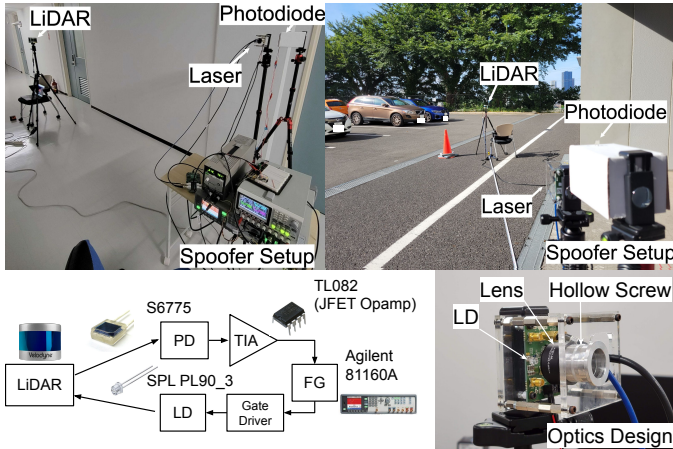 LiDAR
Photodiode
Laser
Spoofer Setup
LiDAR
Photodiode
Laser
Spoofer Setup
TL082
(JFET Opamp)
S6775
PD
TIA
Velodyne
LiDAR
SPL PL90_3
FG
Agilent
81160A
LD
Gate
Driver
Lens
Hollow Screw
LD
Optics Design